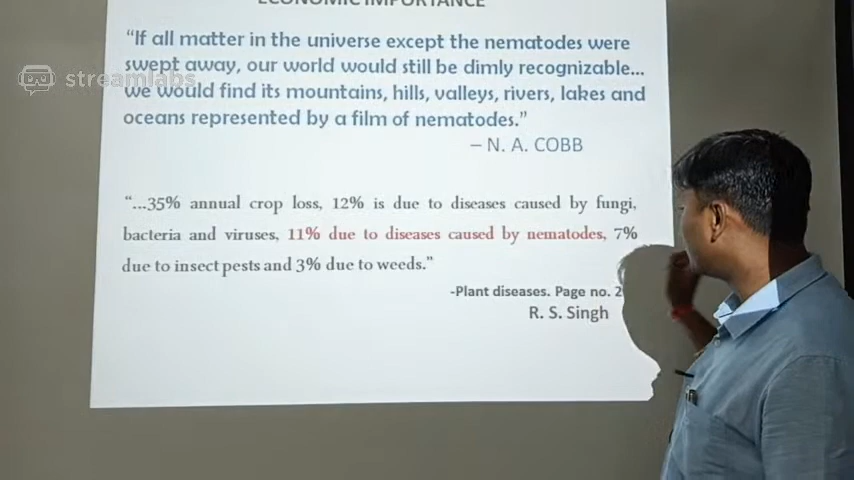 ECONOMIC IMPORTANCE
“If all matter in the universe except the nematodes were
swept away, our world would still be dimly recognizable...
we would find its mountains, hills, valleys, rivers, lakes and
oceans represented by a film of nematodes.”
– N. A. COBB
“...35% annual crop loss, 12% is due to diseases caused by fungi,
bacteria and viruses, 11% due to diseases caused by nematodes, 7%
due to insect pests and 3% due to weeds.”
-Plant diseases. Page no. 2
R. S. Singh
streamlabs